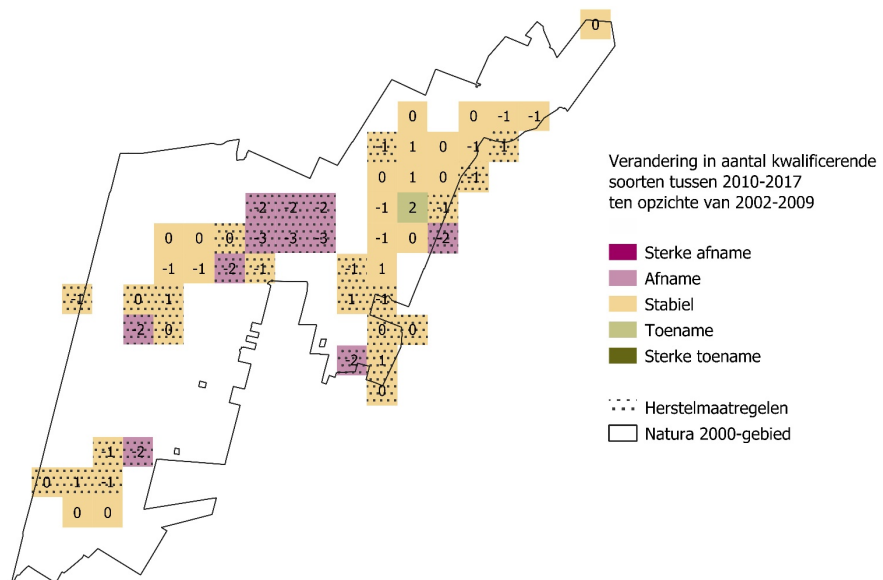 0
0 0 -1 -1
-1 1 0 -1 -1
0 1 0 -1
-2 -2 -2 -1 2 -1
0 0 0 -3 -3 -3 -1 0 -2
-1 -1 -2 -1 -1 1
-1 0 1 1 -1
-2 0 0 0
-2 1
0
-1 -2
0 1 -1
0 0
Verandering in aantal kwalificerende
soorten tussen 2010-2017
ten opzichte van 2002-2009
Sterke afname
Afname
Stabiel
Toename
Sterke toename
Herstelmaatregelen
Natura 2000-gebied